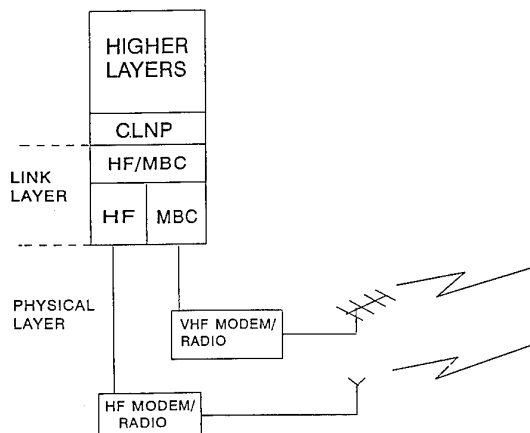 HIGHER
LAYERS
CLNP
HF/MBC
LINK
LAYER
HF MBC
PHYSICAL
LAYER
VHF MODEM/
RADIO
HF MODEM/
RADIO